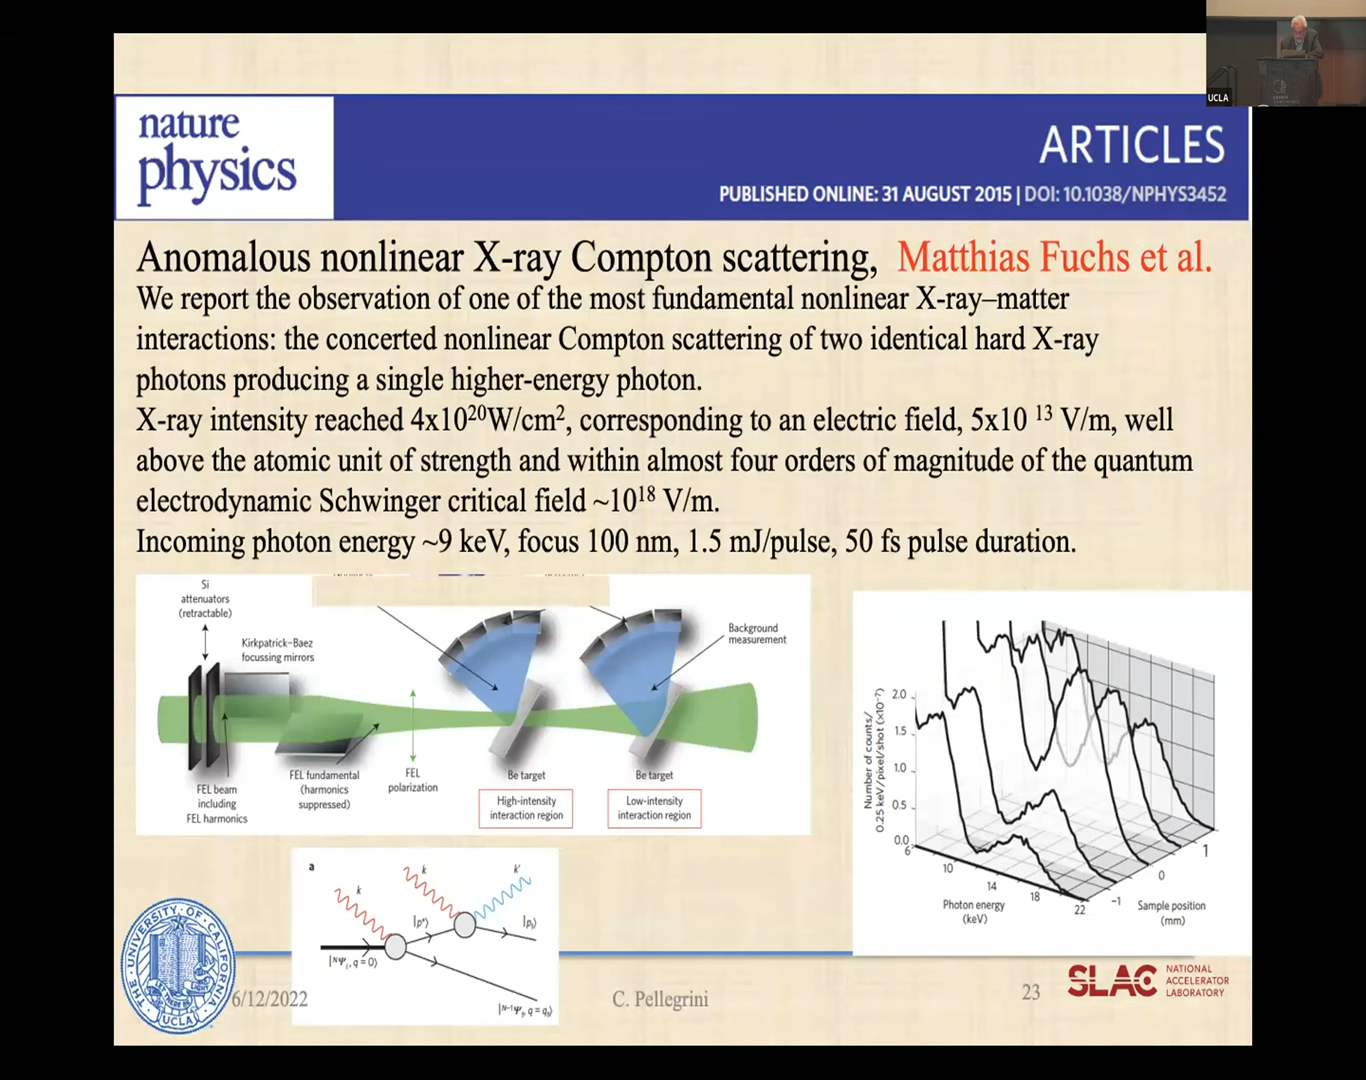 UCLA
nature
physics
ARTICLES
PUBLISHED ONLINE: 31 AUGUST 2015 | DOI: 10.1038/NPHYS3452
Anomalous nonlinear X-ray Compton scattering, Matthias Fuchs et al.
We report the observation of one of the most fundamental nonlinear X-ray–matter
interactions: the concerted nonlinear Compton scattering of two identical hard X-ray
photons producing a single higher-energy photon.
X-ray intensity reached 4x10²⁰W/cm², corresponding to an electric field, 5x10 ¹³ V/m, well
above the atomic unit of strength and within almost four orders of magnitude of the quantum
electrodynamic Schwinger critical field ~10¹⁸ V/m.
Incoming photon energy ~9 keV, focus 100 nm, 1.5 mJ/pulse, 50 fs pulse duration.
Si
attenuators
(retractable)
Kirkpatrick–Baez
focussing mirrors
Background
measurement
FEL beam
including
FEL harmonics
FEL fundamental
(harmonics
suppressed)
FEL
polarization
Be target
High-intensity
interaction region
Be target
Low-intensity
interaction region
Number of counts/
0.25 keV/pixel/shot (×10⁻⁷)
2.0
1.5
1.0
0.5
0.0
6
10
14
18
22
Photon energy
(keV)
-1
0
1
Sample position
(mm)
a
k
k
k'
|p*⟩
THE UNIVERSITY OF CALIFORNIA
UCLA
6/12/2022
C. Pellegrini
23
SLAC NATIONAL
ACCELERATOR
LABORATORY